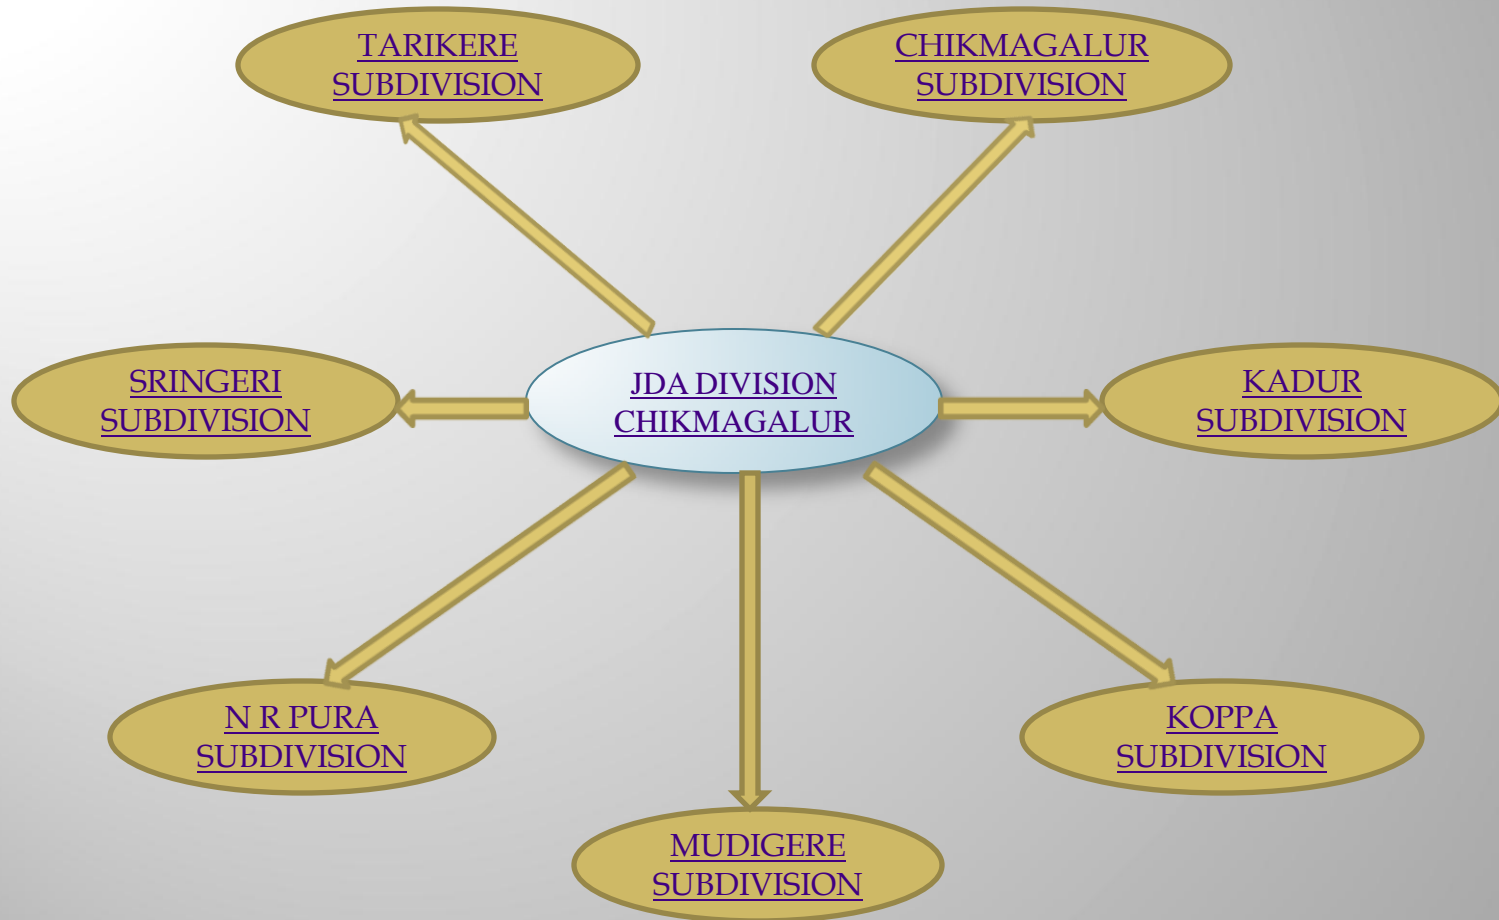 TARIKERE
SUBDIVISION
CHIKMAGALUR
SUBDIVISION
SRINGERI
SUBDIVISION
JDA DIVISION
CHIKMAGALUR
KADUR
SUBDIVISION
N R PURA
SUBDIVISION
KOPPA
SUBDIVISION
MUDIGERE
SUBDIVISION